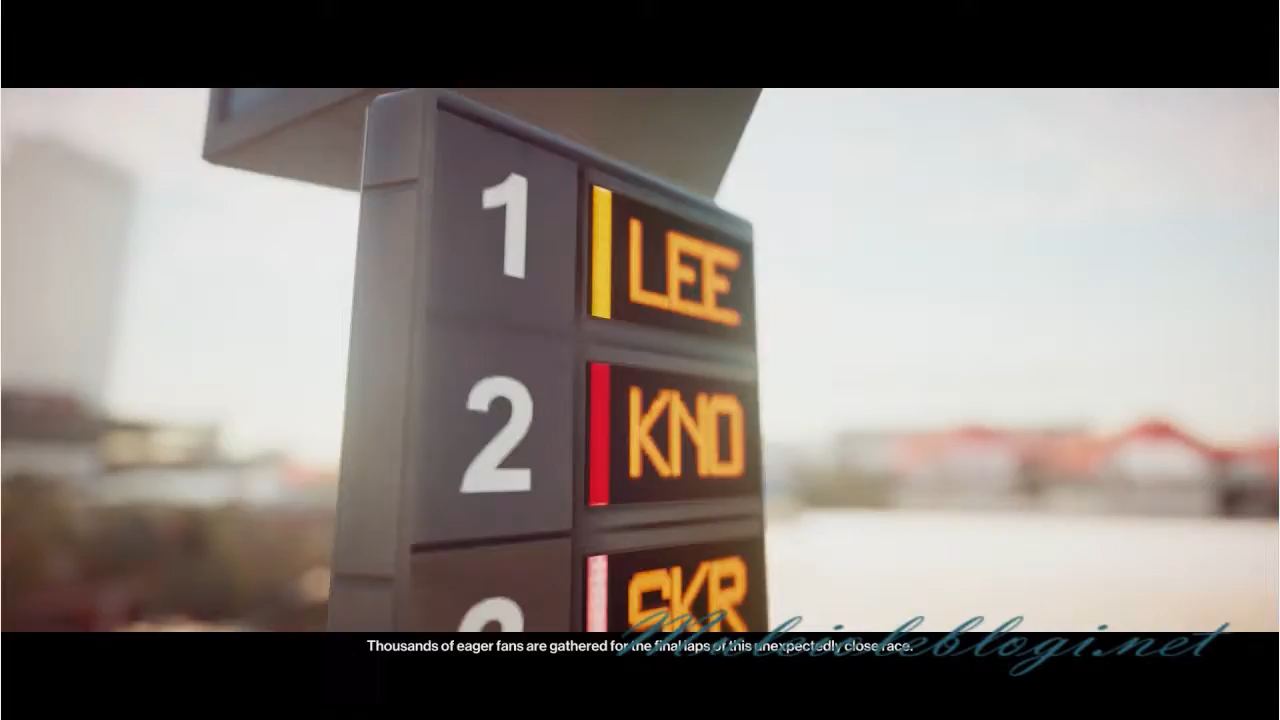 1 LEE
2 KNO
SKR
Thousands of eager fans are gathered for the final laps of this unexpectedly close race.